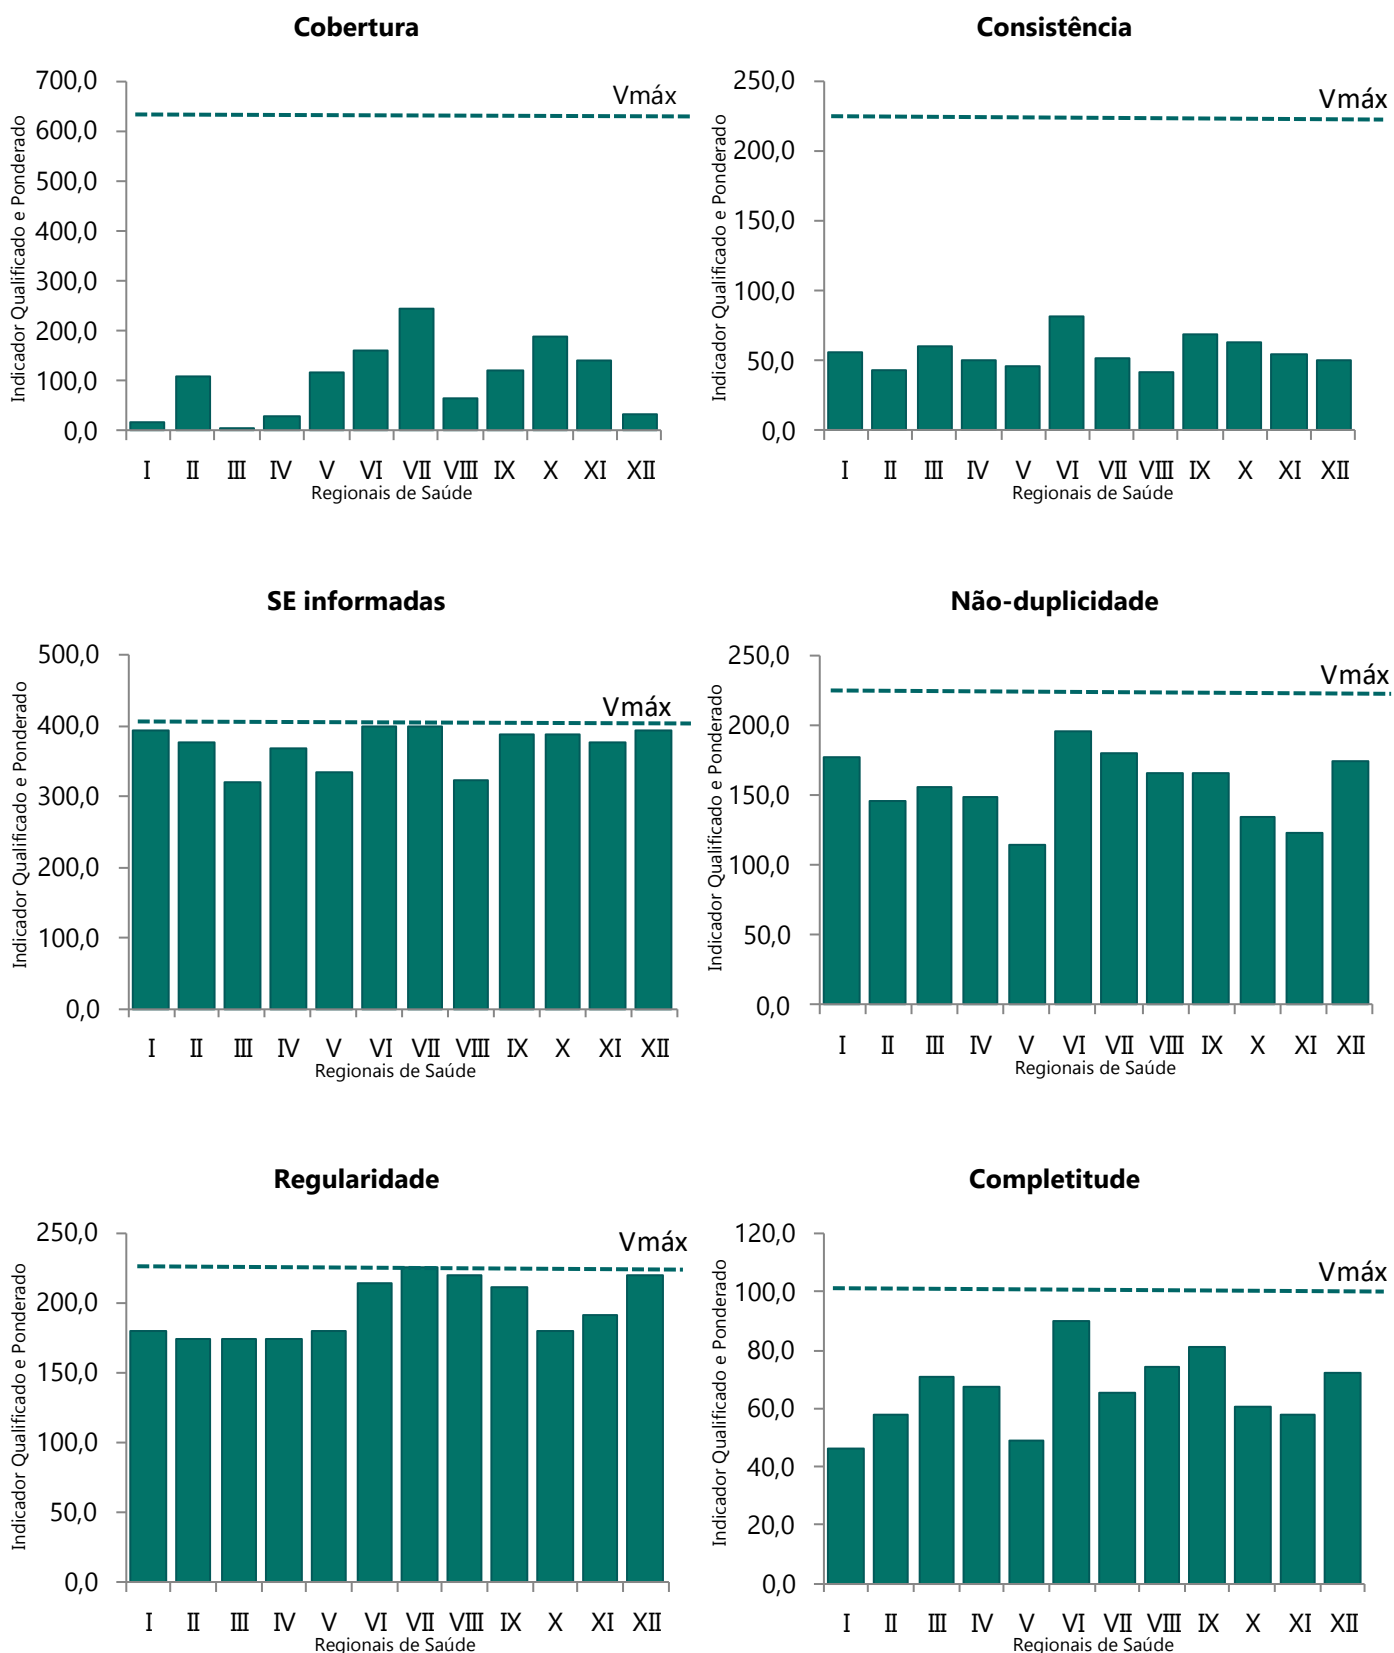 Cobertura
Vmáx
Indicador Qualificado e Ponderado
700,0
600,0
500,0
400,0
300,0
200,0
100,0
0,0
I II III IV V VI VII VIII IX X XI XII
Regionais de Saúde
Consistência
Vmáx
Indicador Qualificado e Ponderado
250,0
200,0
150,0
100,0
50,0
0,0
I II III IV V VI VII VIII IX X XI XII
Regionais de Saúde
SE informadas
Vmáx
Indicador Qualificado e Ponderado
500,0
400,0
300,0
200,0
100,0
0,0
I II III IV V VI VII VIII IX X XI XII
Regionais de Saúde
Não-duplicidade
Vmáx
Indicador Qualificado e Ponderado
250,0
200,0
150,0
100,0
50,0
0,0
I II III IV V VI VII VIII IX X XI XII
Regionais de Saúde
Regularidade
Vmáx
Indicador Qualificado e Ponderado
250,0
200,0
150,0
100,0
50,0
0,0
I II III IV V VI VII VIII IX X XI XII
Regionais de Saúde
Completitude
Vmáx
Indicador Qualificado e Ponderado
120,0
100,0
80,0
60,0
40,0
20,0
0,0
I II III IV V VI VII VIII IX X XI XII
Regionais de Saúde